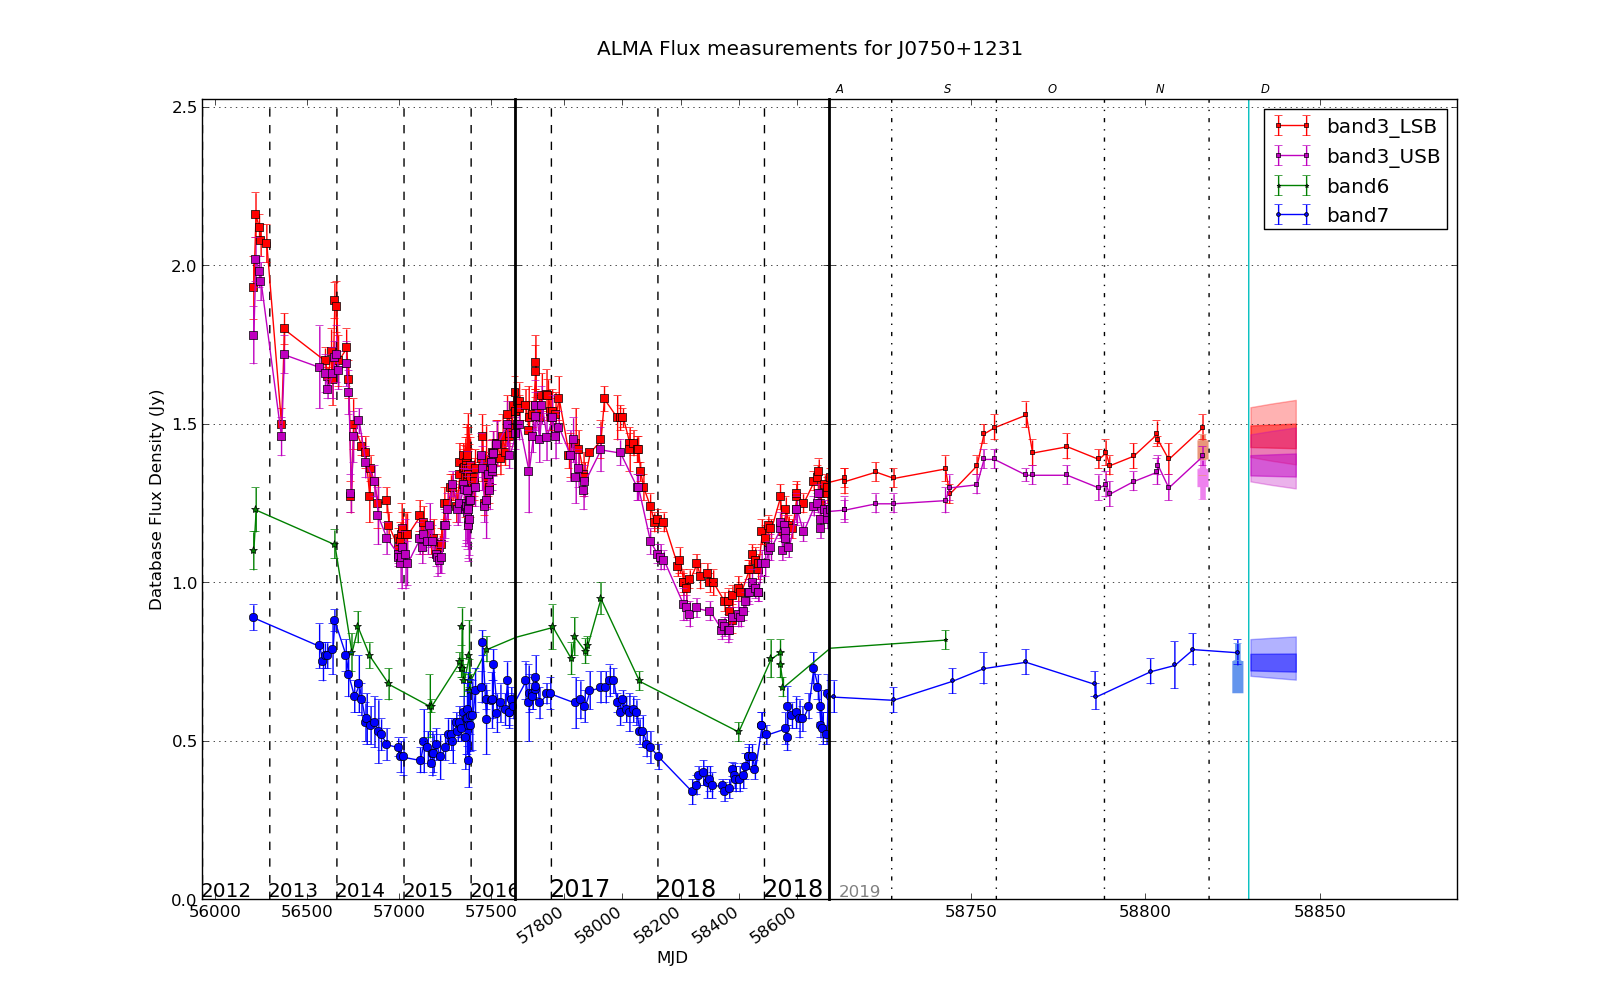 ALMA Flux measurements for J0750+1231
A S O N D
band3_LSB
band3_USB
band6
band7
Database Flux Density (Jy)
2.5
2.0
1.5
1.0
0.5
0.0
2012 2013 2014 2015 2016 2017 2018 2018 2019
56000 56500 57000 57500 57800 58000 58200 58400 58600 58750 58800 58850
MJD